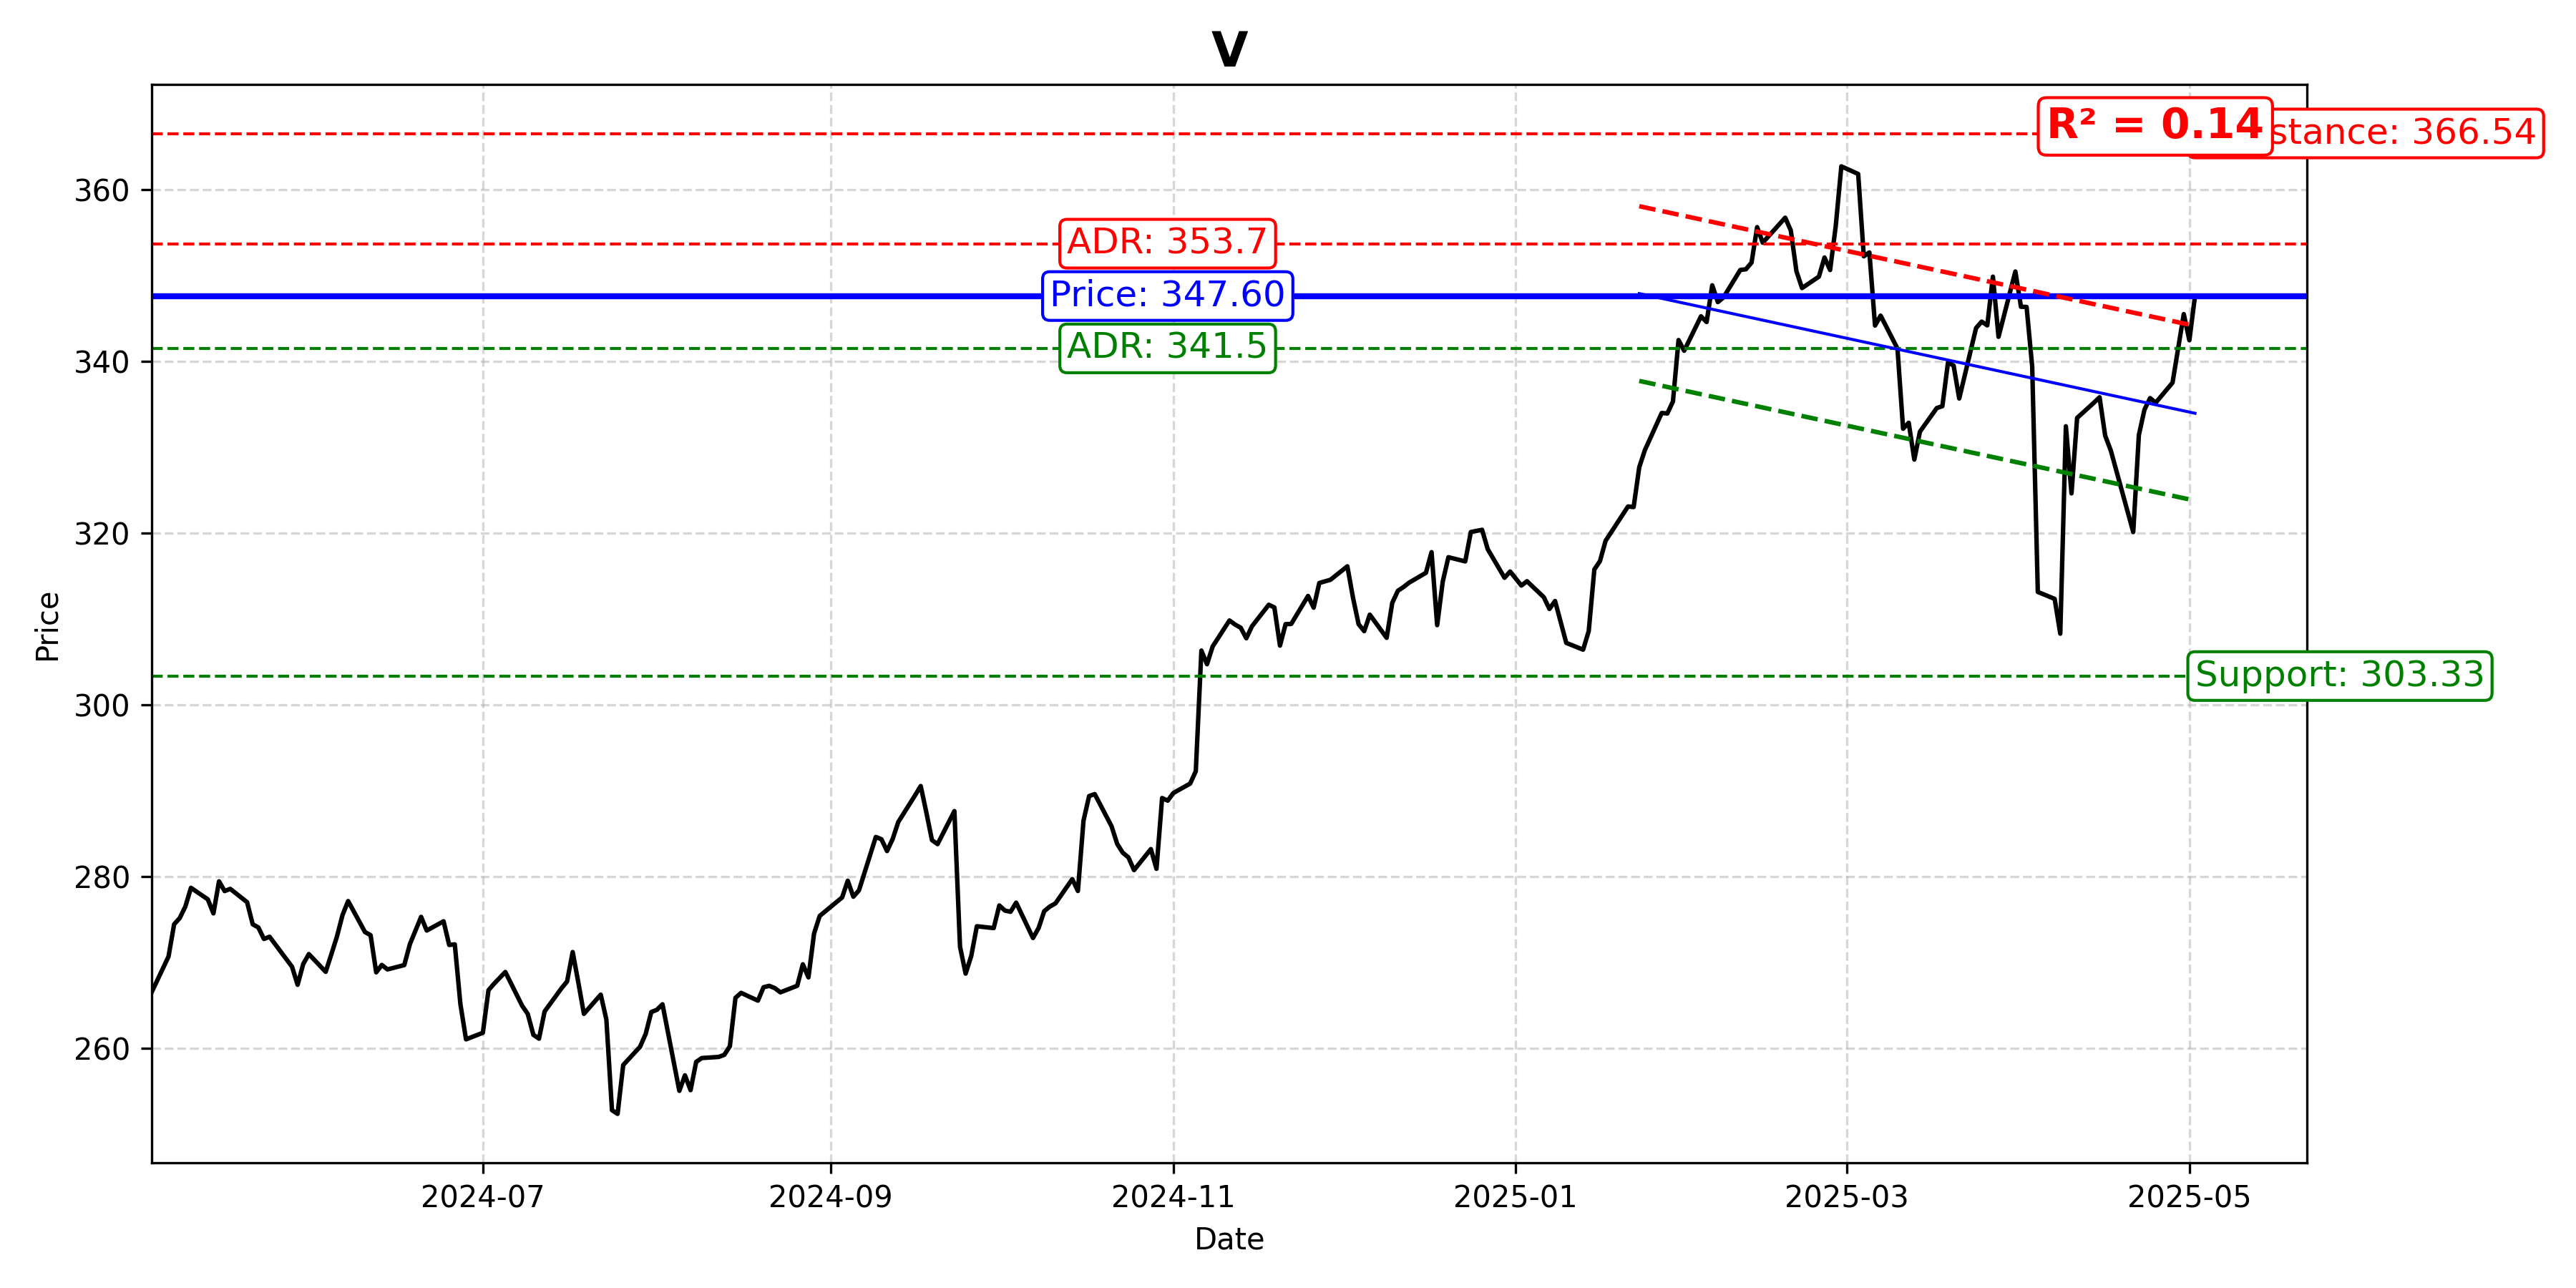 V
R² = 0.14
stance: 366.54
360
ADR: 353.7
Price: 347.60
ADR: 341.5
340
320
Support: 303.33
300
280
260
Price
2024-07
2024-09
2024-11
2025-01
2025-03
2025-05
Date